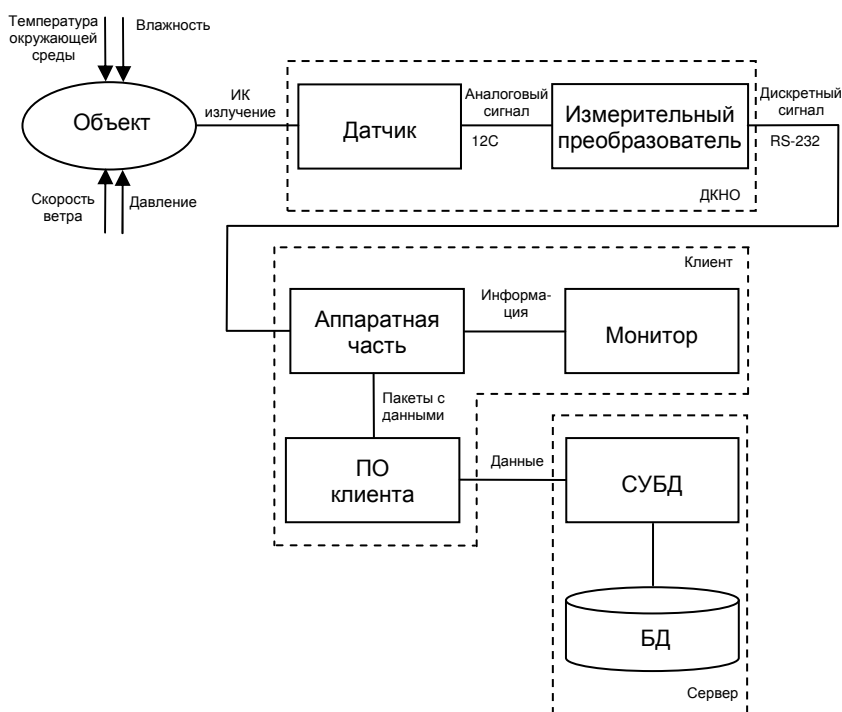 Температура
окружающей
среды
Влажность
Объект
Скорость
ветра
Давление
ИК
излучение
Датчик
Аналоговый
сигнал
12С
Измерительный
преобразователь
Дискретный
сигнал
RS-232
ДКНО
Клиент
Аппаратная
часть
Информа-
ция
Монитор
Пакеты с
данными
ПО
клиента
Данные
СУБД
БД
Сервер